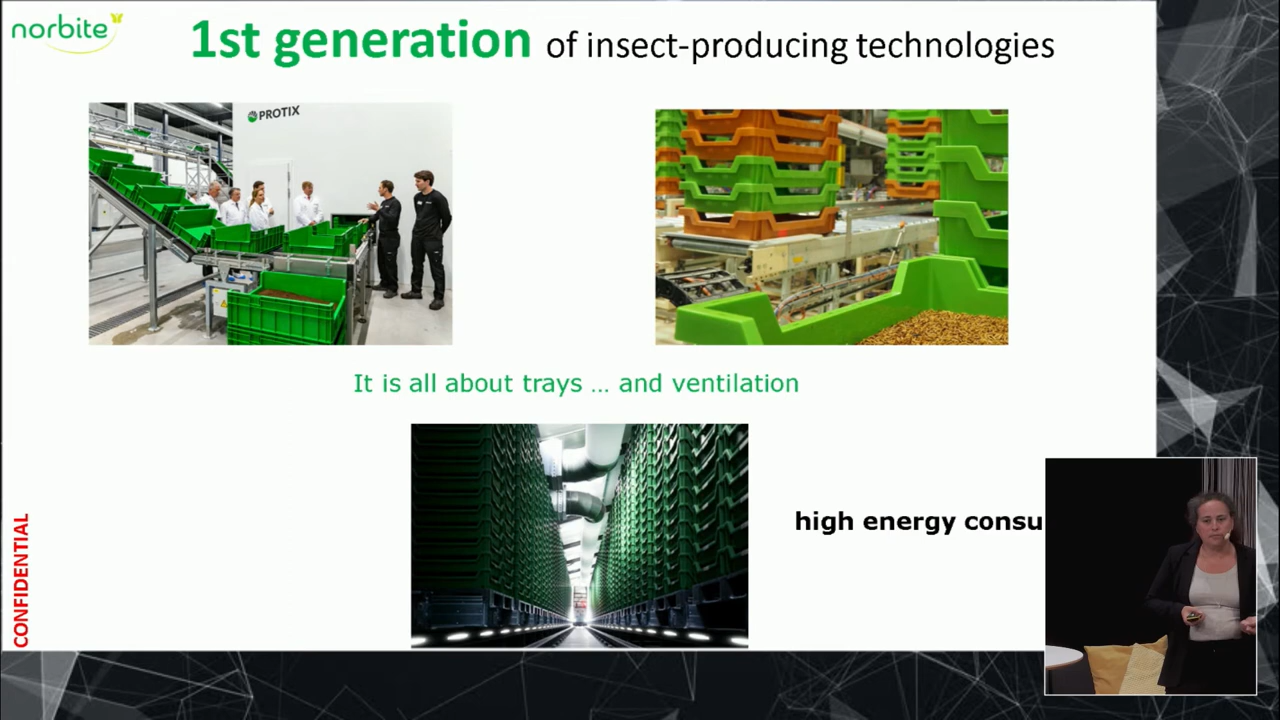 norbite
1st generation of insect-producing technologies
PROTIX
It is all about trays … and ventilation
high energy consu
CONFIDENTIAL